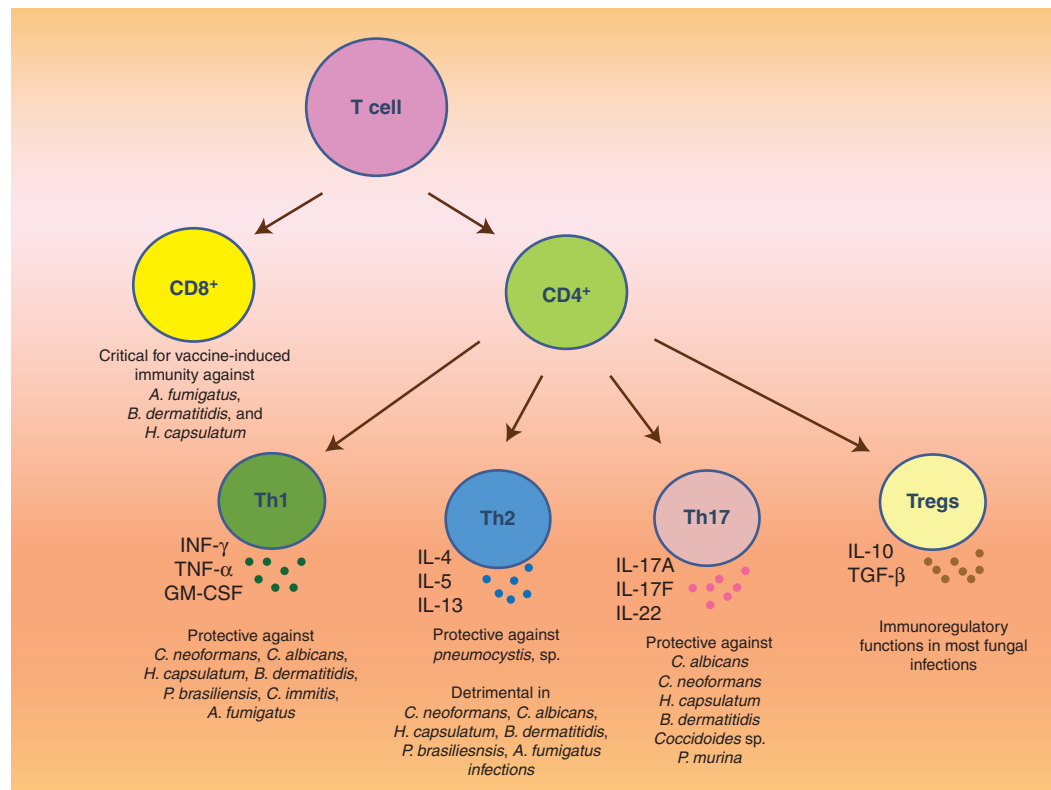 T cell
CD8⁺
CD4⁺
Critical for vaccine-induced
immunity against
A. fumigatus,
B. dermatitidis, and
H. capsulatum
Th1
INF-γ
TNF-α
GM-CSF
Protective against
C. neoformans, C. albicans,
H. capsulatum, B. dermatitidis,
P. brasiliensis, C. immitis,
A. fumigatus
Th2
IL-4
IL-5
IL-13
Protective against
pneumocystis, sp.
Detrimental in
C. neoformans, C. albicans,
H. capsulatum, B. dermatitidis,
P. brasiliesnsis, A. fumigatus
infections
Th17
IL-17A
IL-17F
IL-22
Protective against
C. albicans
C. neoformans
H. capsulatum
B. dermatitidis
Coccidoides sp.
P. murina
Tregs
IL-10
TGF-β
Immunoregulatory
functions in most fungal
infections